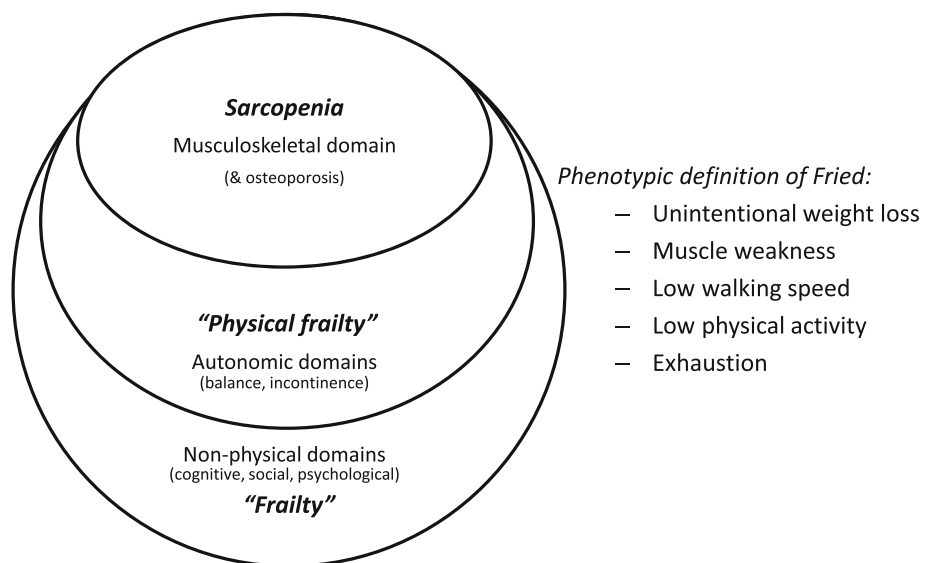 Sarcopenia
Musculoskeletal domain
(& osteoporosis)
“Physical frailty”
Autonomic domains
(balance, incontinence)
Non-physical domains
(cognitive, social, psychological)
“Frailty”
Phenotypic definition of Fried:
– Unintentional weight loss
– Muscle weakness
– Low walking speed
– Low physical activity
– Exhaustion